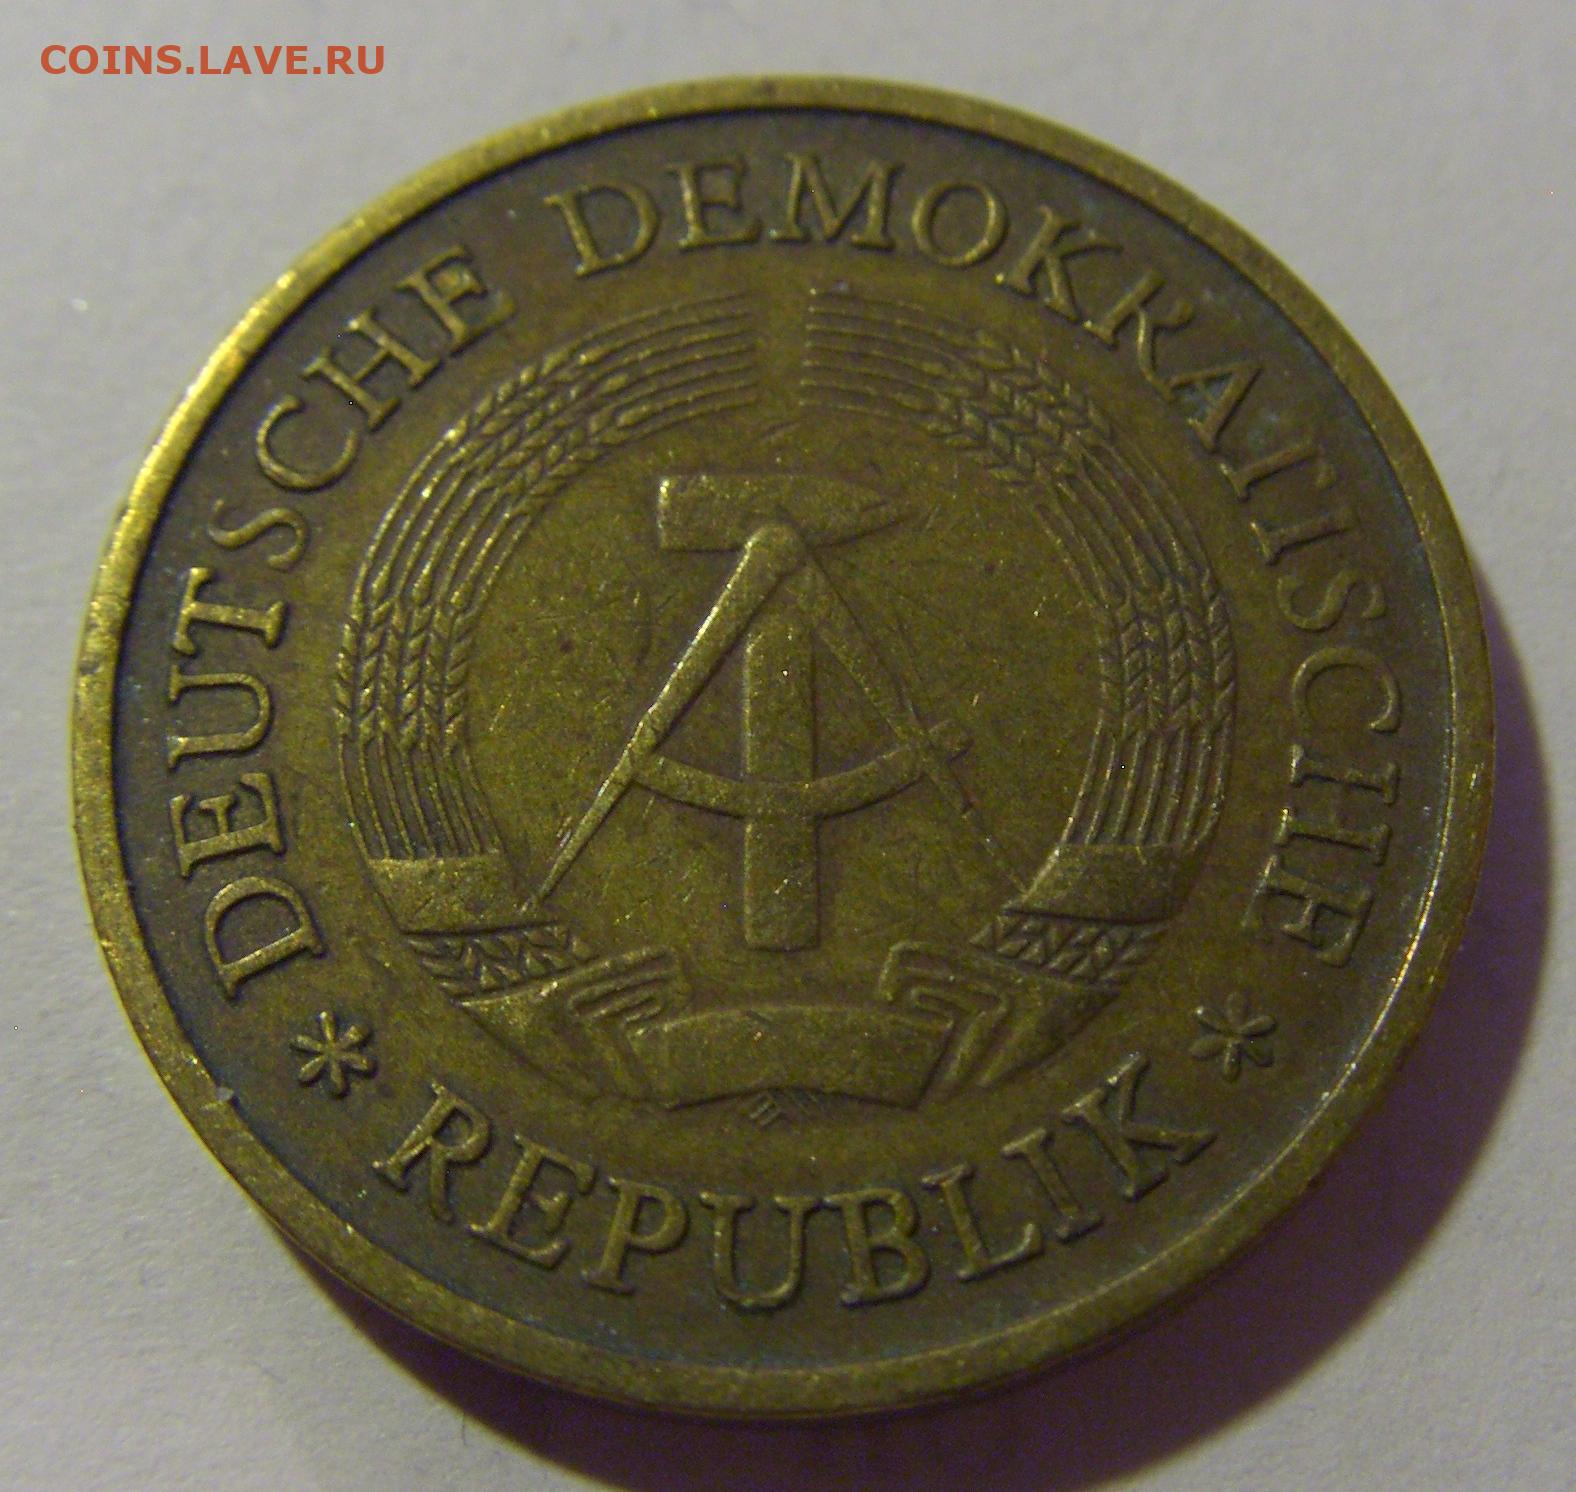 COINS.LAVE.RU
DEUTSCHE DEMOKRATISCHE
* REPUBLIK *